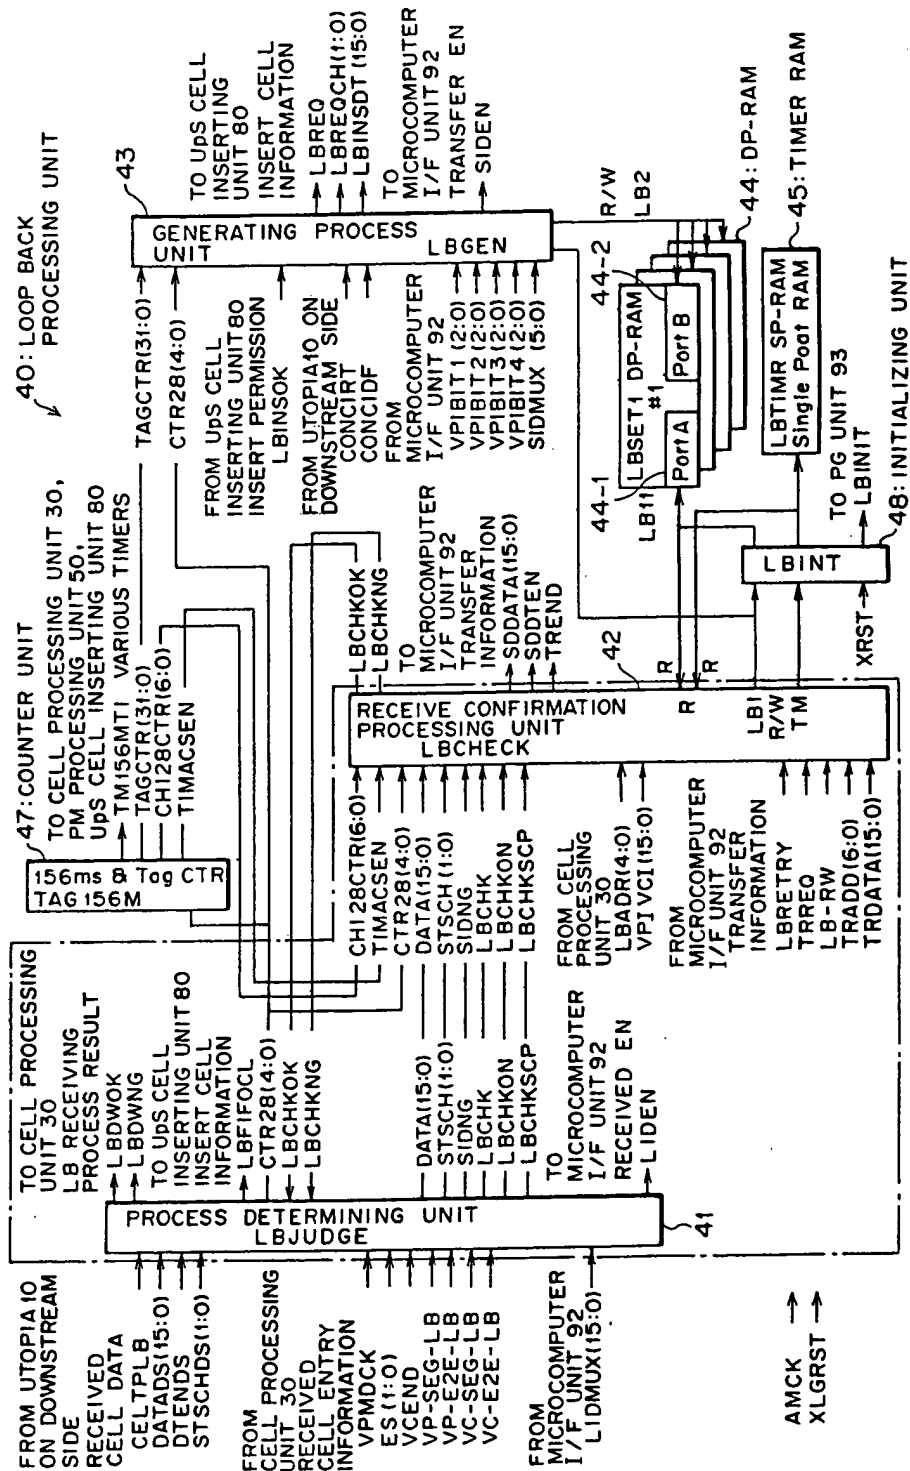 40: LOOP BACK
PROCESSING UNIT
47: COUNTER UNIT
TO CELL PROCESSING UNIT 30,
PM PROCESSING UNIT 50,
UpS CELL INSERTING UNIT 80
156ms & Tag CTR
TAG 156M
TM156MT1 VARIOUS TIMERS
TAGCTR(31:0)
CH128CTR(6:0)
TIMACSEN
TAGCTR(31:0)
CTR28(4:0)
FROM UTOPIA10
ON DOWNSTREAM
SIDE
RECEIVED
CELL DATA
CELTPLB
DATADS(15:0)
DTENDS
STSCHDS(1:0)
FROM
CELL PROCESSING
UNIT 30
RECEIVED
CELL ENTRY
INFORMATION
VPMDCK
ES(1:0)
VCEND
VP-SEG-LB
VP-E2E-LB
VC-SEG-LB
VC-E2E-LB
FROM
MICROCOMPUTER
I/F UNIT 92
LIDMUX(15:0)
AMCK
XLGRST
PROCESS DETERMINING UNIT
LBJUDGE
41
TO CELL PROCESSING
UNIT 30
LB RECEIVING
PROCESS RESULT
LBDWOK
LBDWNG
TO UpS CELL
INSERTING UNIT 80
INSERT CELL
INFORMATION
LBFIFOCL
CTR28(4:0)
LBCHKOK
LBCHKNG
DATA(15:0)
STSCH(1:0)
SIDNG
LBCHK
LBCHKON
LBCHKSCP
TO
MICROCOMPUTER
I/F UNIT 92
RECEIVED EN
LIDEN
CH128CTR(6:0)
TIMACSEN
CTR28(4:0)
DATA(15:0)
STSCH(1:0)
SIDNG
LBCHK
LBCHKON
LBCHKSCP
FROM CELL
PROCESSING
UNIT 30
LBADR(4:0)
VPIVCI(15:0)
FROM
MICROCOMPUTER
I/F UNIT 92
TRANSFER
INFORMATION
LBRETRY
TRREQ
LB-RW
TRADD(6:0)
TRDATA(15:0)
RECEIVE CONFIRMATION
PROCESSING UNIT
LBCHECK
42
R
LB1
R/W
TM
LBCHKOK
LBCHKNG
TO
MICROCOMPUTER
I/F UNIT 92
TRANSFER
INFORMATION
SDDATA(15:0)
SDDTEN
TREND
R
R
FROM UpS CELL
INSERTING UNIT 80
INSERT PERMISSION
LBINSOK
FROM UTOPIA10 ON
DOWNSTREAM SIDE
CONCIRT
CONCIDF
FROM
MICROCOMPUTER
I/F UNIT 92
VPIBIT1(2:0)
VPIBIT2(2:0)
VPIBIT3(2:0)
VPIBIT4(2:0)
SIDMUX(5:0)
GENERATING PROCESS
UNIT
LBGEN
43
TO UpS CELL
INSERTING
UNIT 80
INSERT CELL
INFORMATION
LBREQ
LBREQCH(1:0)
LBINSDT(15:0)
TO
MICROCOMPUTER
I/F UNIT 92
TRANSFER EN
SIDEN
R/W
LB2
44-1
44-2
LBSET1 DP-RAM
#1
Port A
Port B
LB11
44: DP-RAM
LBTIMR SP-RAM
Single Poat RAM
45: TIMER RAM
LBINT
XRST
TO PG UNIT 93
LBINIT
48: INITIALIZING UNIT